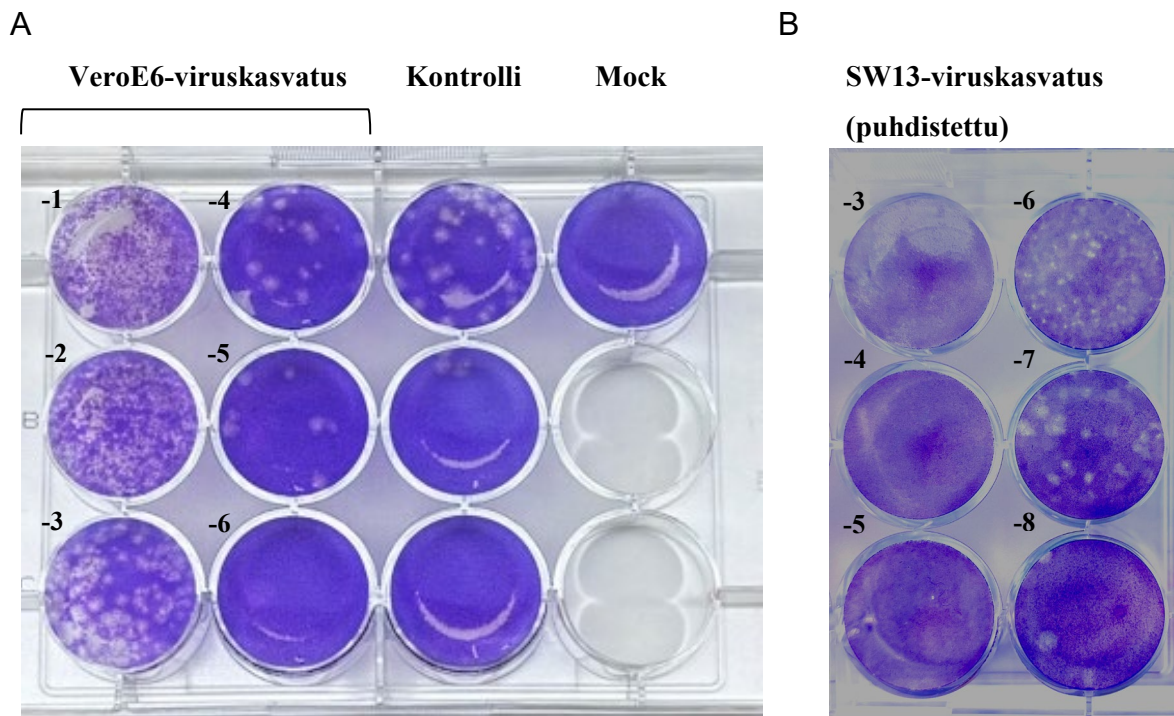 A
B
VeroE6-viruskasvatus
Kontrolli
Mock
SW13-viruskasvatus
(puhdistettu)
-1
-4
-2
-5
-3
-6
B
-3
-6
-4
-7
-5
-8